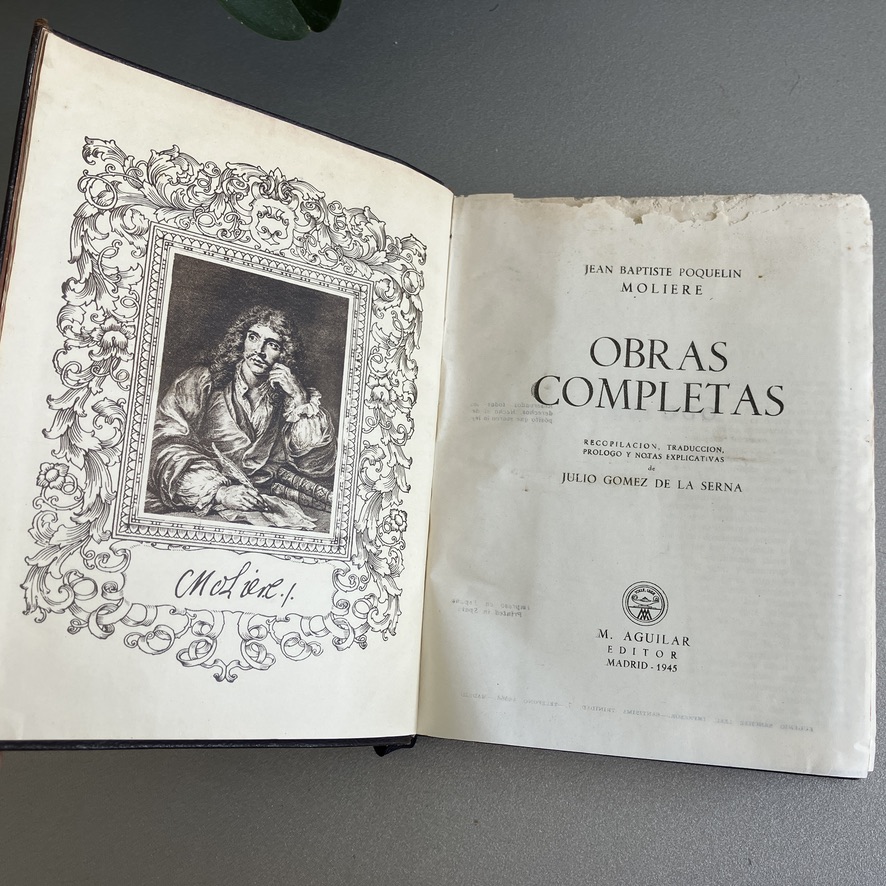 Moliere
JEAN BAPTISTE POQUELIN
MOLIERE
OBRAS
COMPLETAS
RECOPILACION, TRADUCCION,
PROLOGO Y NOTAS EXPLICATIVAS
de
JULIO GOMEZ DE LA SERNA
M. AGUILAR
EDITOR
MADRID - 1945